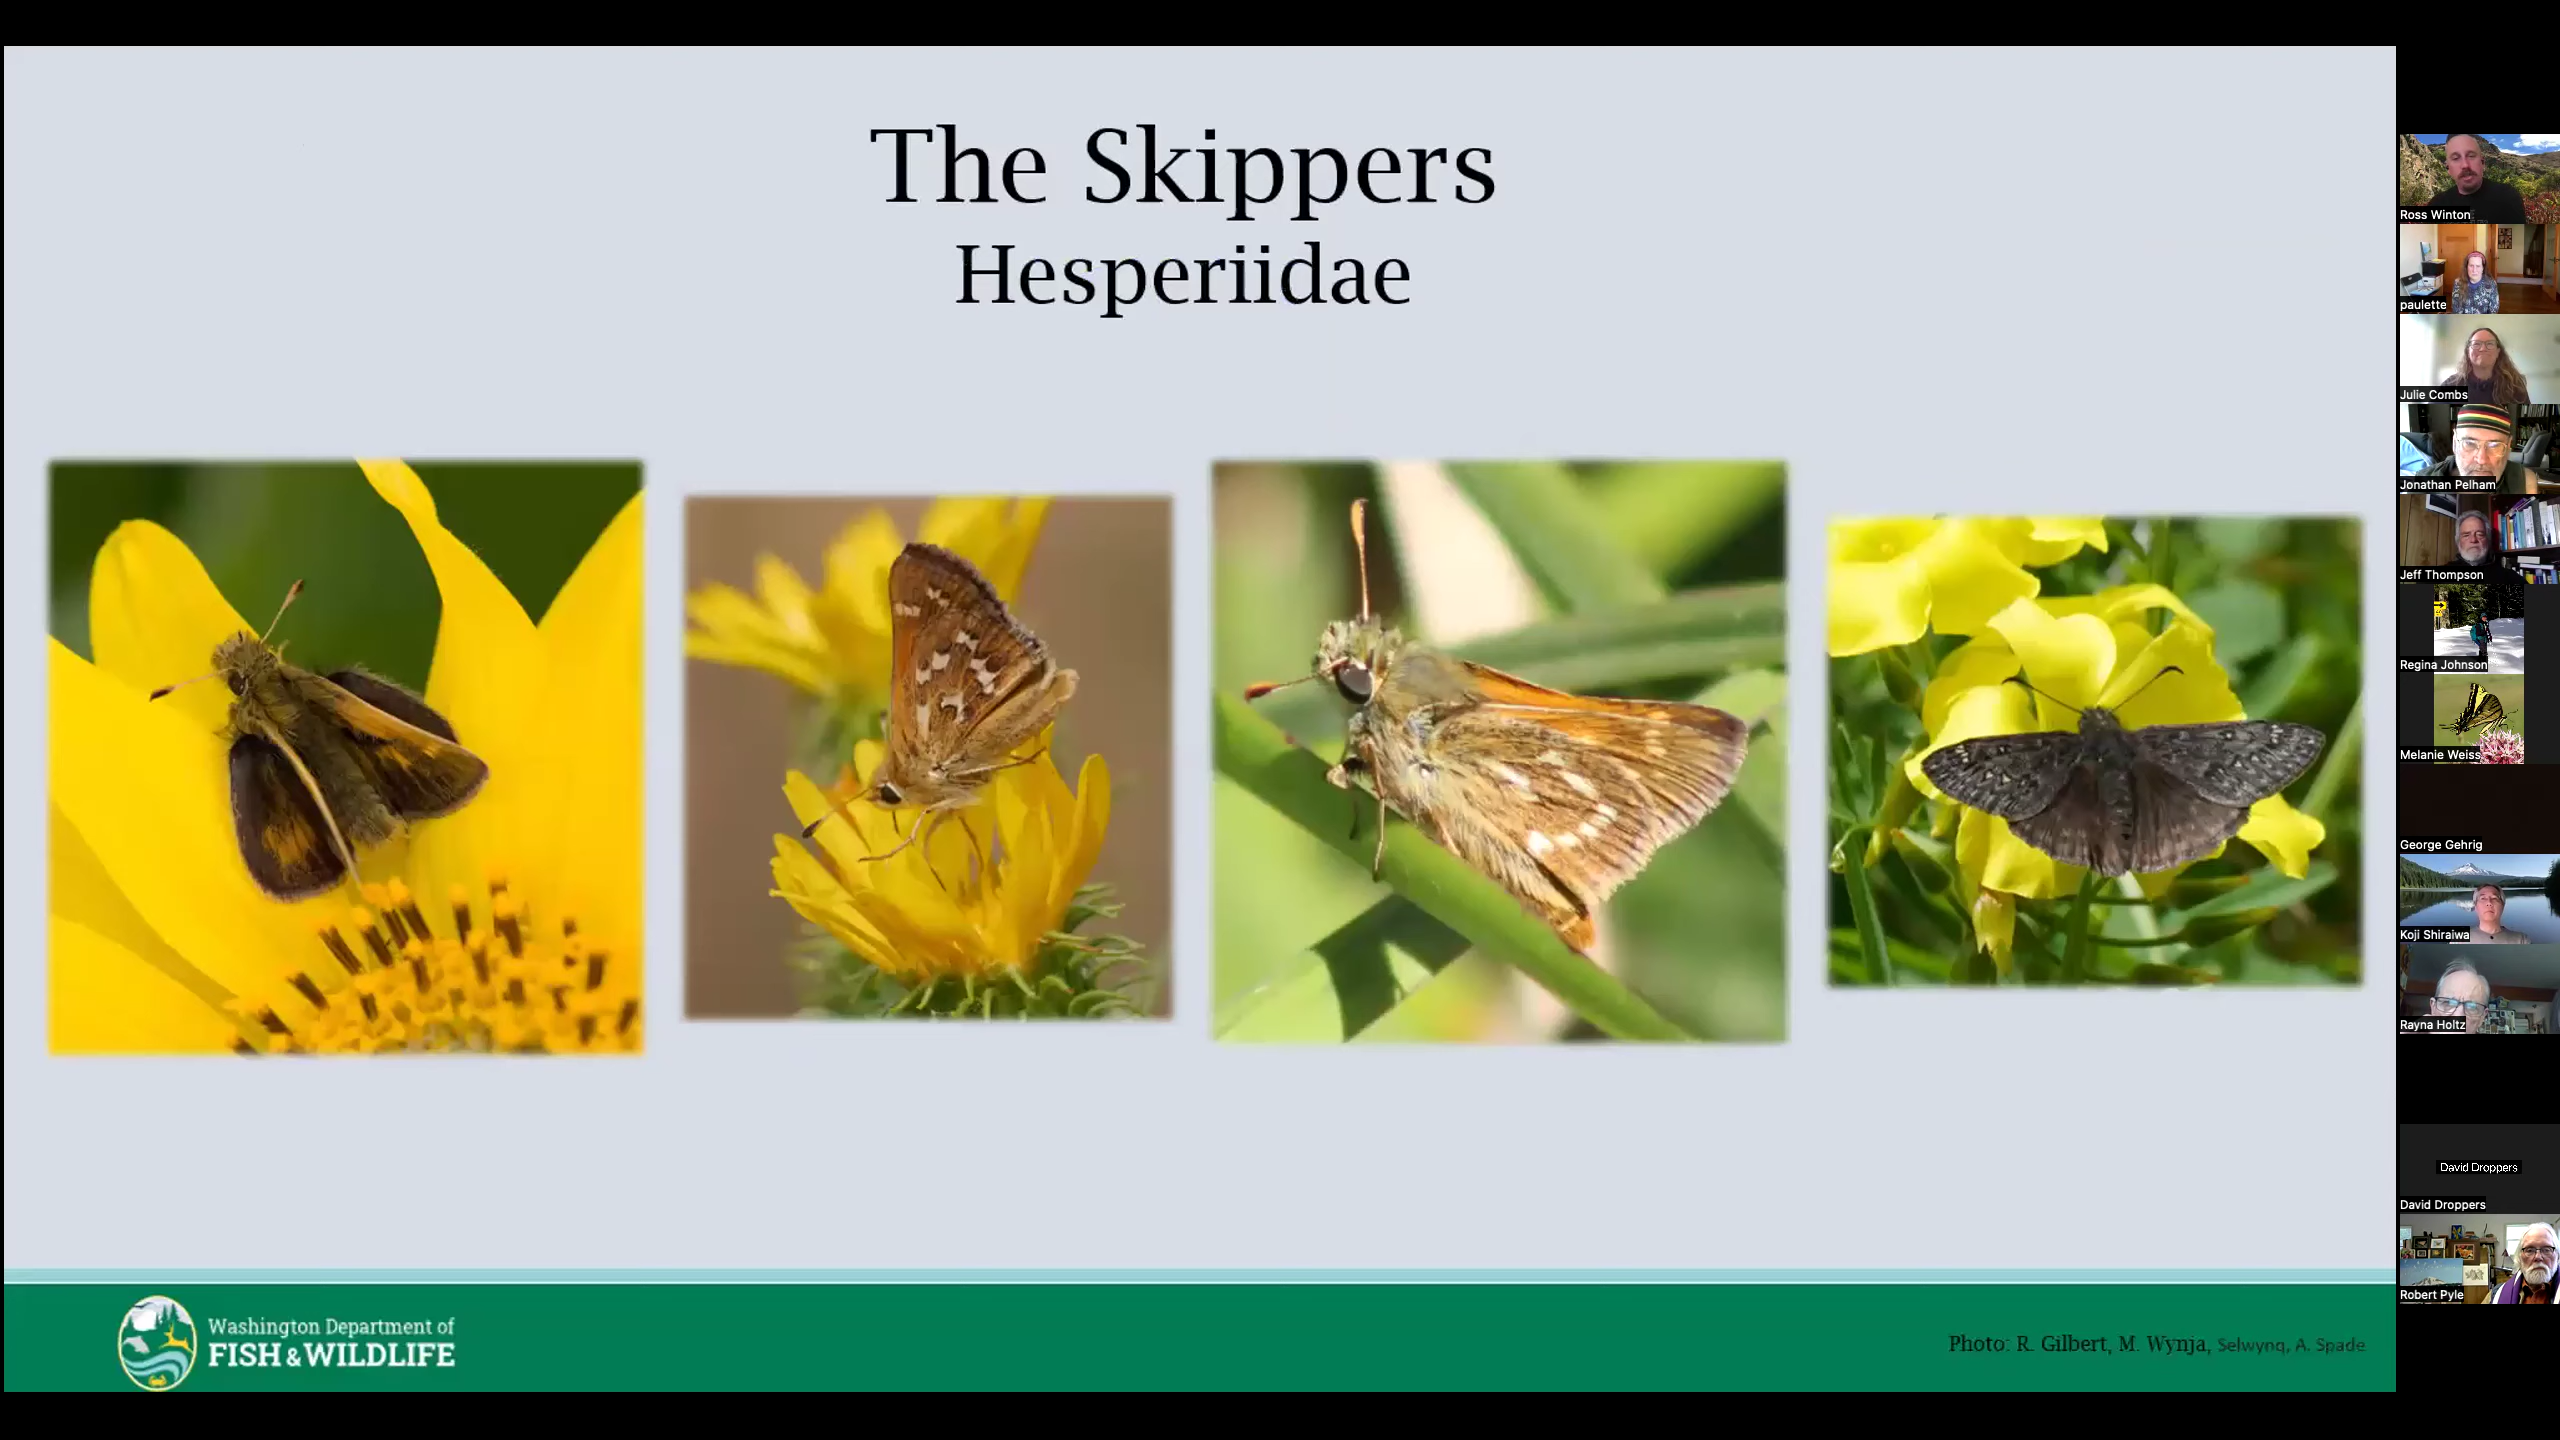 The Skippers
Hesperiidae
Washington Department of
FISH & WILDLIFE
Photo: R. Gilbert, M. Wynja, Selwynq, A. Spade
Ross Winton
paulette
Julie Combs
Jonathan Pelham
Jeff Thompson
Regina Johnson
Melanie Weiss
George Gehrig
Koji Shiraiwa
Rayna Holtz
David Droppers
David Droppers
Robert Pyle